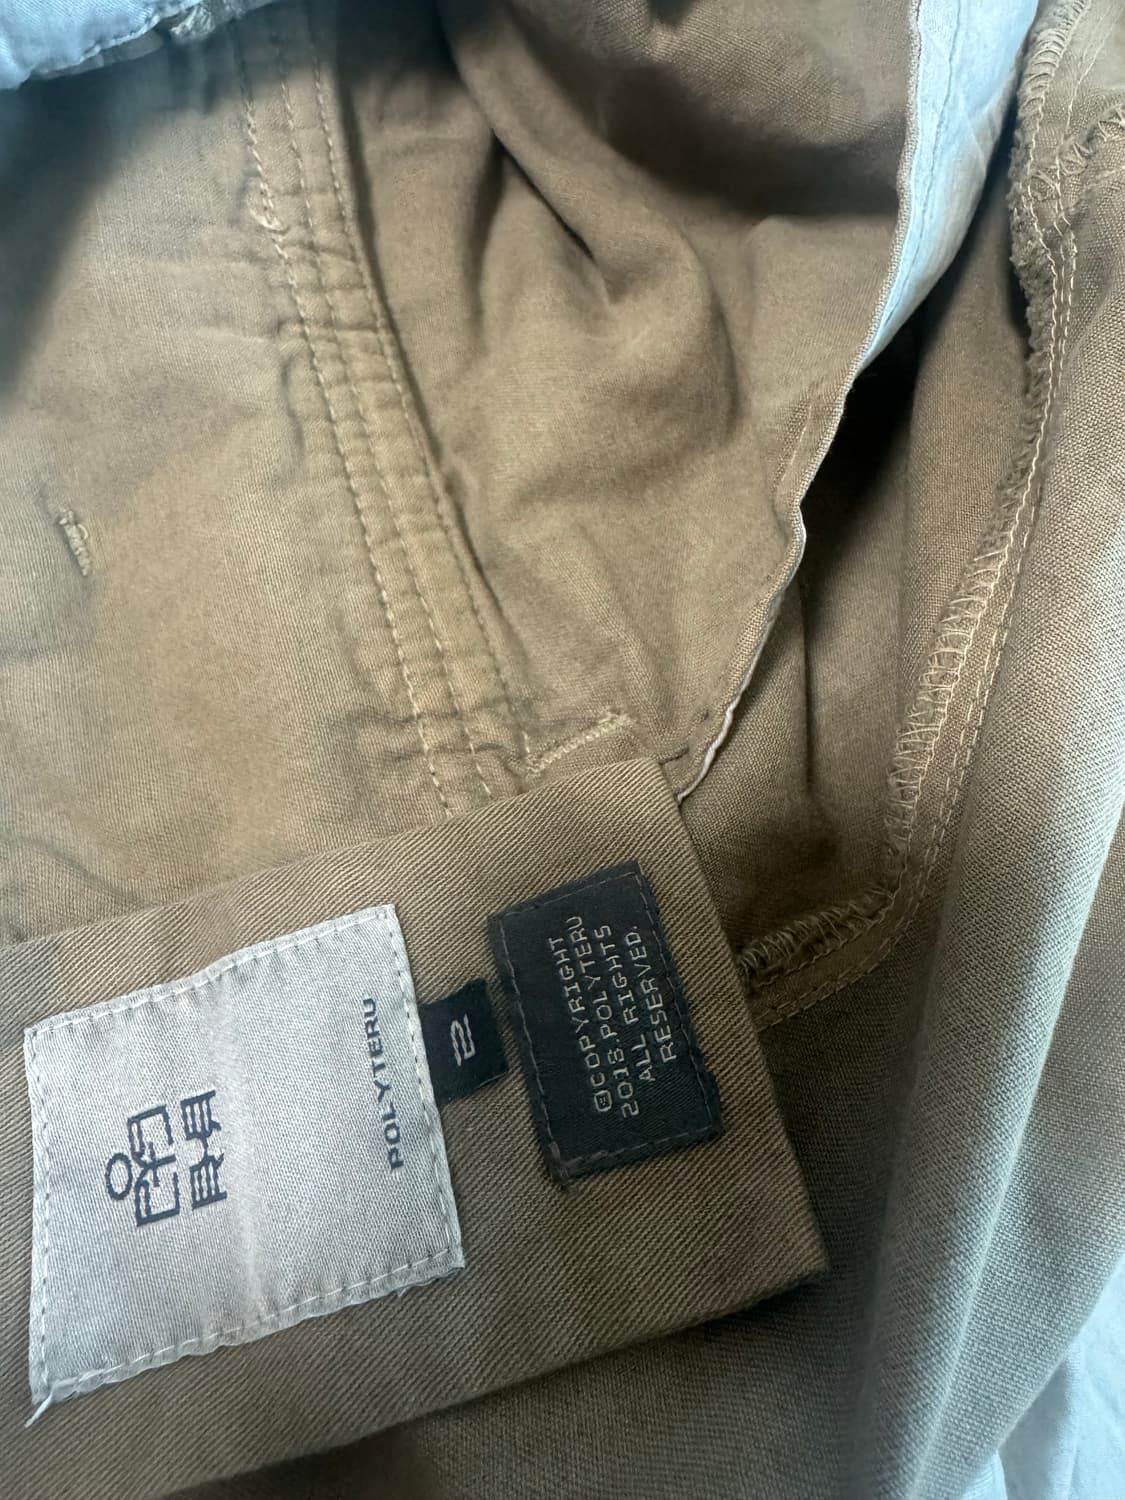 POLYTERU
2
©COPYRIGHT
2018.POLYTERU
ALL RIGHTS
RESERVED.